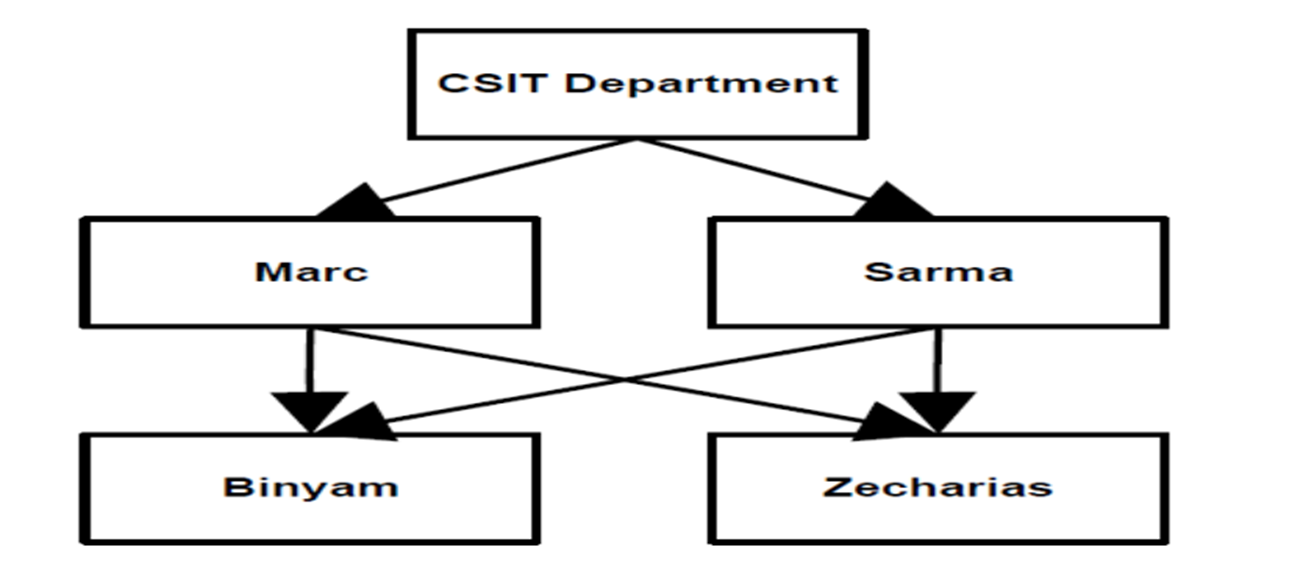 CSIT Department
Marc
Sarma
Binyam
Zecharias